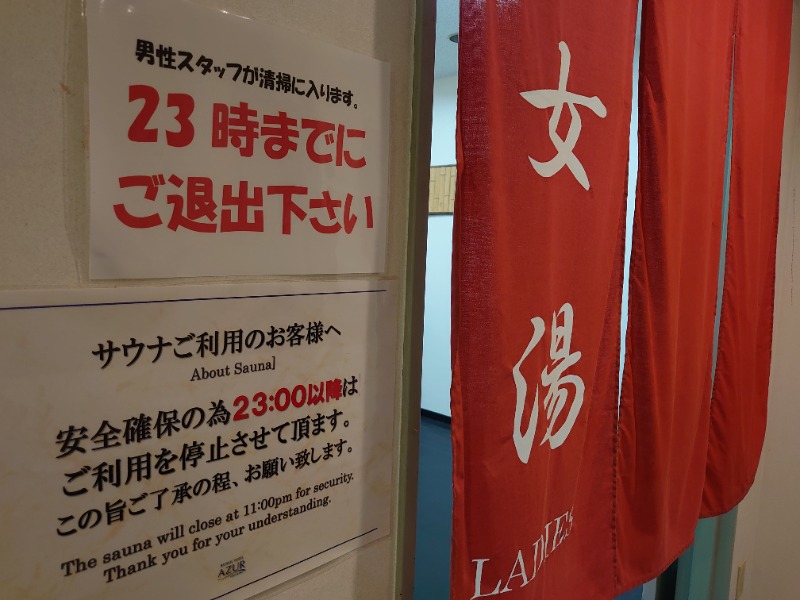 男性スタッフが清掃に入ります。
23時までに
ご退出下さい
サウナご利用のお客様へ
About Sauna]
安全確保の為23:00以降は
ご利用を停止させて頂ます。
この旨ご了承の程、お願い致します。
The sauna will close at 11:00pm for security.
Thank you for your understanding.
AZUR
女湯
LADIES